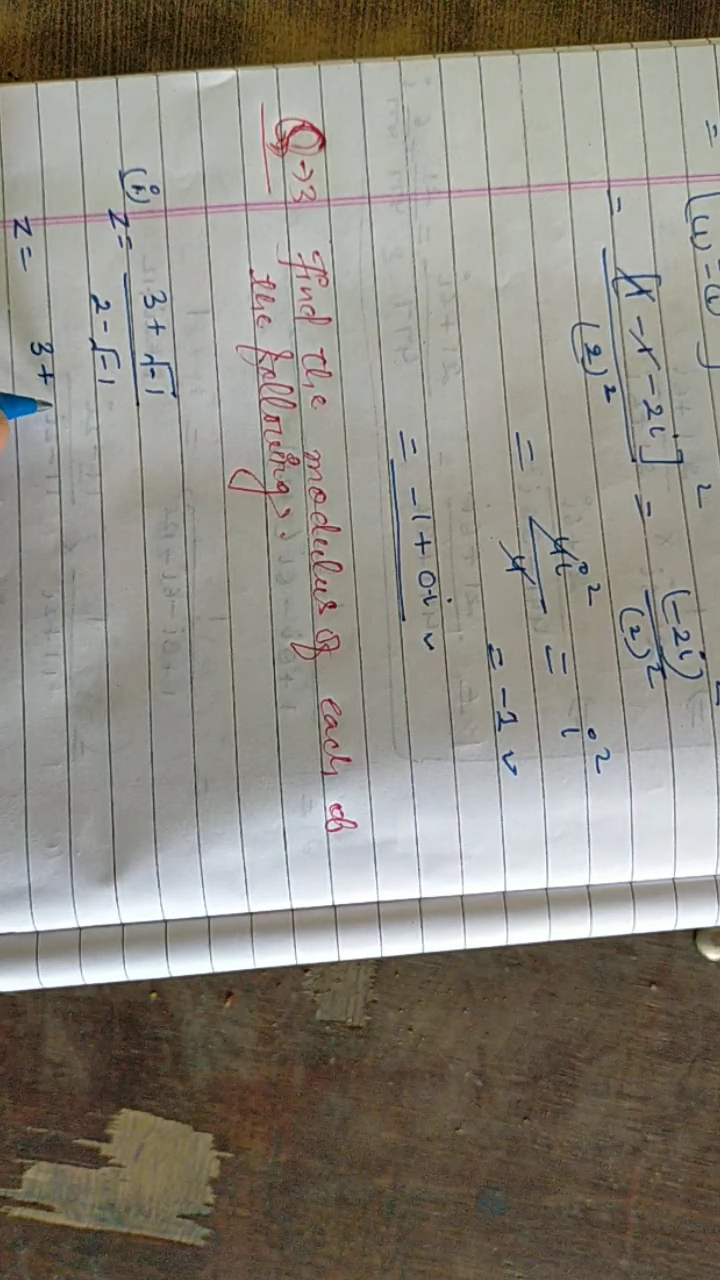 = [(1-i)
= [1-1-2i]² / (2)² = (-2i)² / (2)²
= 4i² / 4 = i²
= -1 ✓
= -1+0i ✓
Q→3 Find the modulus of each of
the following:
(i) z = 3+√-1 / 2-√-1
z = 3+